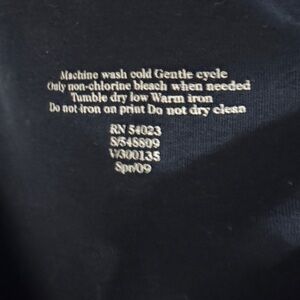 Machine wash cold Gentle cycle
Only non-chlorine bleach when needed
Tumble dry low Warm iron
Do not iron on print Do not dry clean
RN 54023
S/548809
V/300135
Spr/09